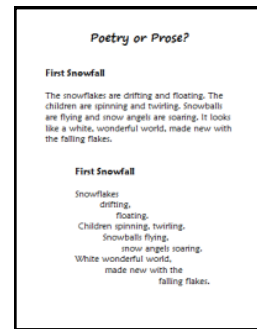 Poetry or Prose?
First Snowfall
The snowflakes are drifting and floating. The
children are spinning and twirling. Snowballs
are flying and snow angels are soaring. It looks
like a white, wonderful world, made new with
the falling flakes.
First Snowfall
Snowflakes
drifting,
floating.
Children spinning, twirling.
Snowballs flying,
snow angels soaring.
White wonderful world,
made new with the
falling flakes.